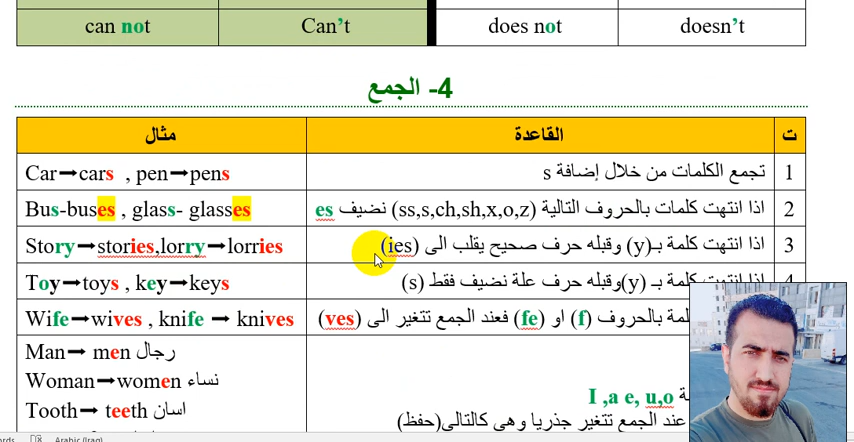 can not Can't does not doesn't
4- الجمع
ت القاعدة مثال
1 تجمع الكلمات من خلال إضافة s Car→cars , pen→pens
2 اذا انتهت كلمات بالحروف التالية (ss,s,ch,sh,x,o,z) نضيف es Bus-buses , glass- glasses
3 اذا انتهت كلمة بـ(y) وقبله حرف صحيح يقلب الى (ies) Story→stories,lorry→lorries
4 اذا انتهت كلمة بـ (y)وقبله حرف علة نضيف فقط (s) Toy→toys , key→keys
بالحروف (f) او (fe) فعند الجمع تتغير الى (ves) Wife→wives , knife → knives
Man→ men رجال
Woman→women نساء
I ,a e, u,o
Tooth→ teeth اسنان
عند الجمع تتغير جذريا وهي كالتالي(حفظ)
Arabic (Iraq)